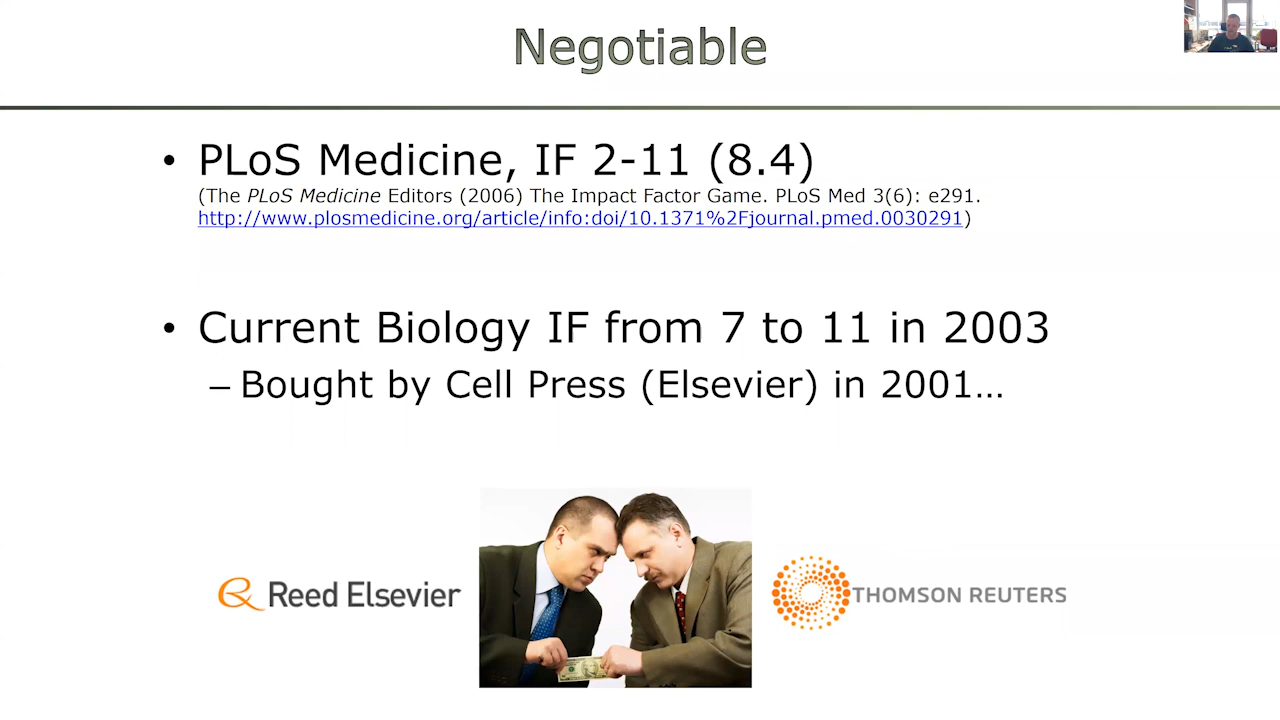 Negotiable
• PLoS Medicine, IF 2-11 (8.4)
(The PLoS Medicine Editors (2006) The Impact Factor Game. PLoS Med 3(6): e291.
http://www.plosmedicine.org/article/info:doi/10.1371%2Fjournal.pmed.0030291)
• Current Biology IF from 7 to 11 in 2003
– Bought by Cell Press (Elsevier) in 2001…
Reed Elsevier
THOMSON REUTERS